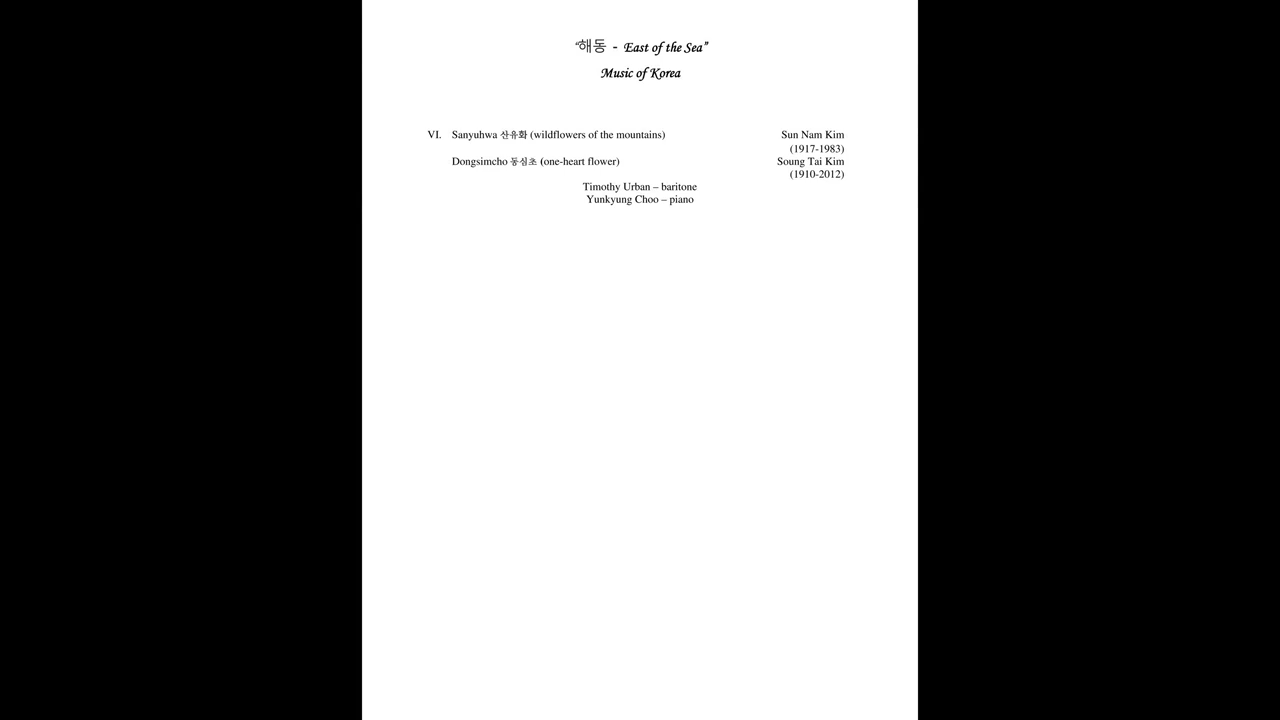 “해동 - East of the Sea”
Music of Korea
VI. Sanyuhwa 산유화 (wildflowers of the mountains) Sun Nam Kim
(1917-1983)
Dongsimcho 동심초 (one-heart flower) Soung Tai Kim
(1910-2012)
Timothy Urban – baritone
Yunkyung Choo – piano